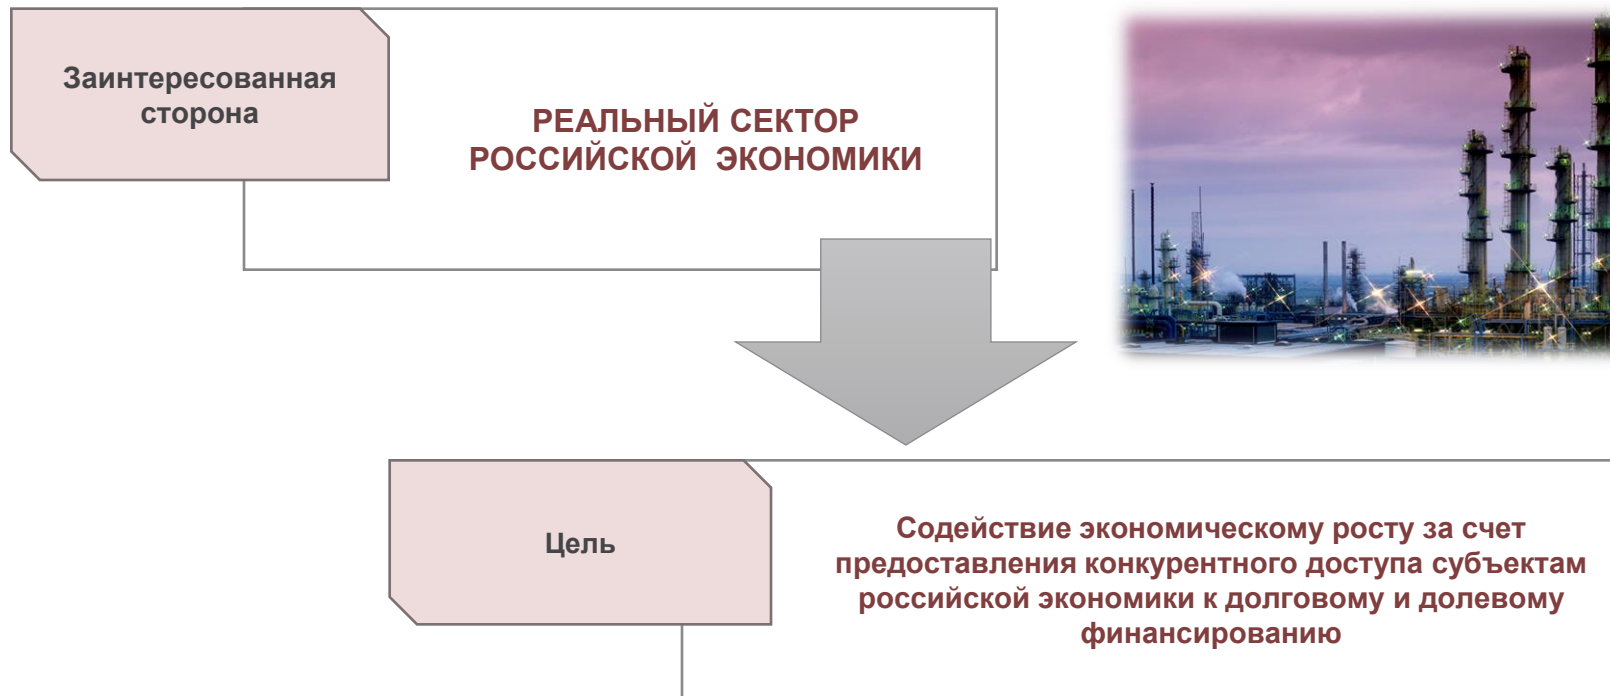 Заинтересованная
сторона
РЕАЛЬНЫЙ СЕКТОР
РОССИЙСКОЙ ЭКОНОМИКИ
Цель
Содействие экономическому росту за счет
предоставления конкурентного доступа субъектам
российской экономики к долговому и долевому
финансированию